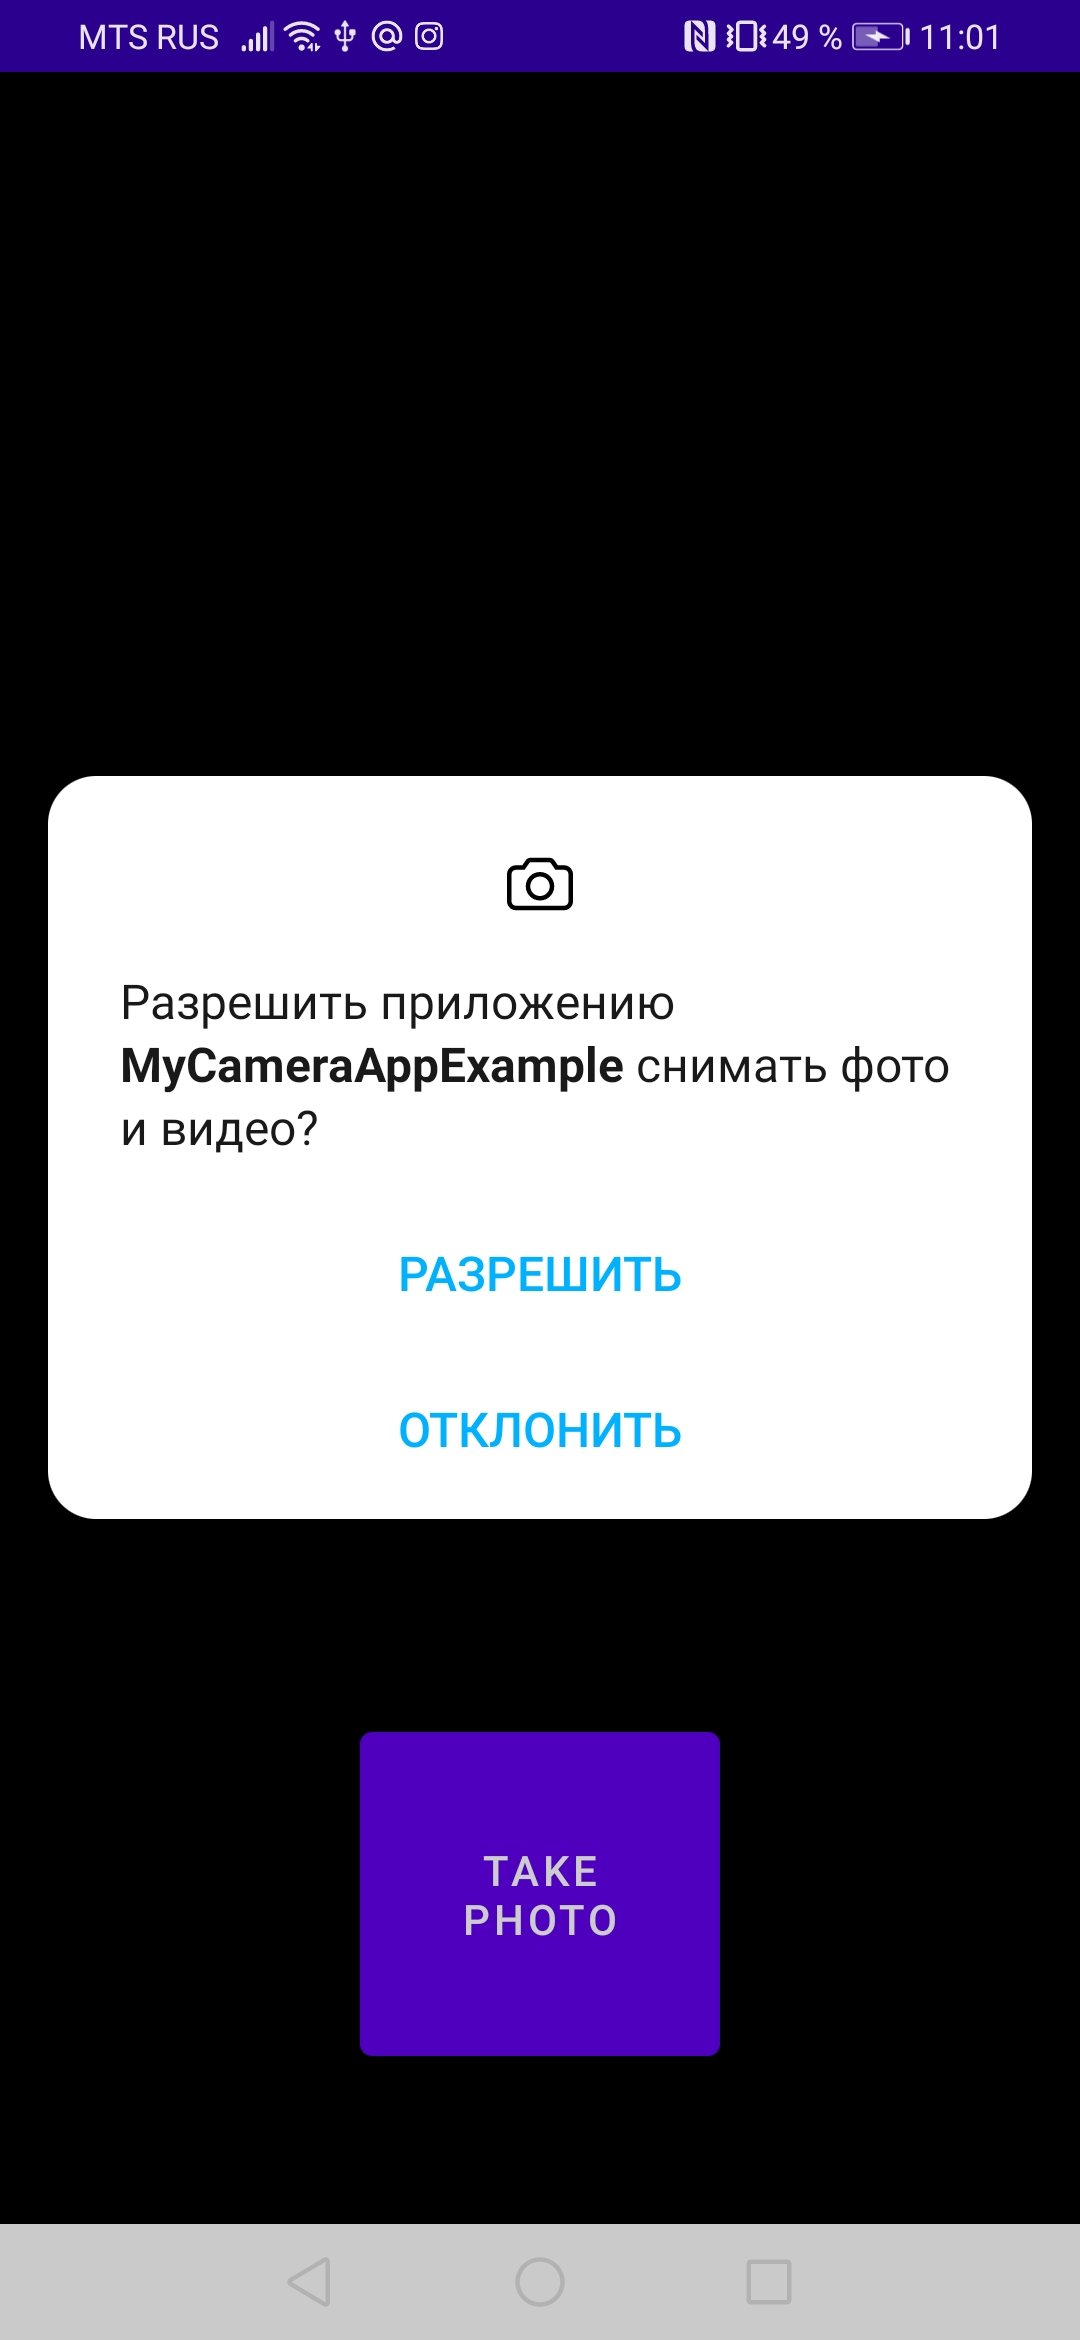 MTS RUS 49 % 11:01
Разрешить приложению
MyCameraAppExample снимать фото
и видео?
РАЗРЕШИТЬ
ОТКЛОНИТЬ
TAKE
PHOTO